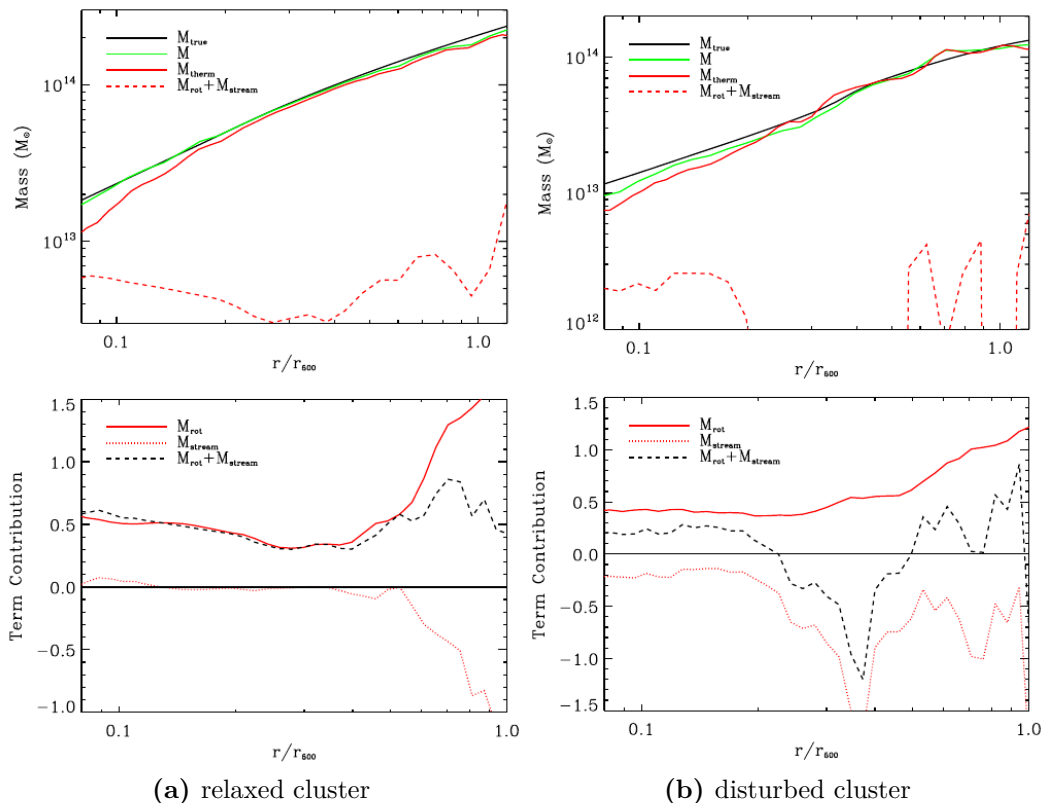 M_true
M
M_therm
M_rot+M_stream
10^14
10^13
Mass (M_⊙)
0.1
1.0
r/r_500
M_true
M
M_therm
M_rot+M_stream
10^14
10^13
10^12
Mass (M_⊙)
0.1
1.0
r/r_500
1.5
1.0
0.5
0.0
−0.5
−1.0
Term Contribution
M_rot
M_stream
M_rot+M_stream
0.1
1.0
r/r_500
1.5
1.0
0.5
0.0
−0.5
−1.0
−1.5
Term Contribution
M_rot
M_stream
M_rot+M_stream
0.1
1.0
r/r_500
(a) relaxed cluster
(b) disturbed cluster